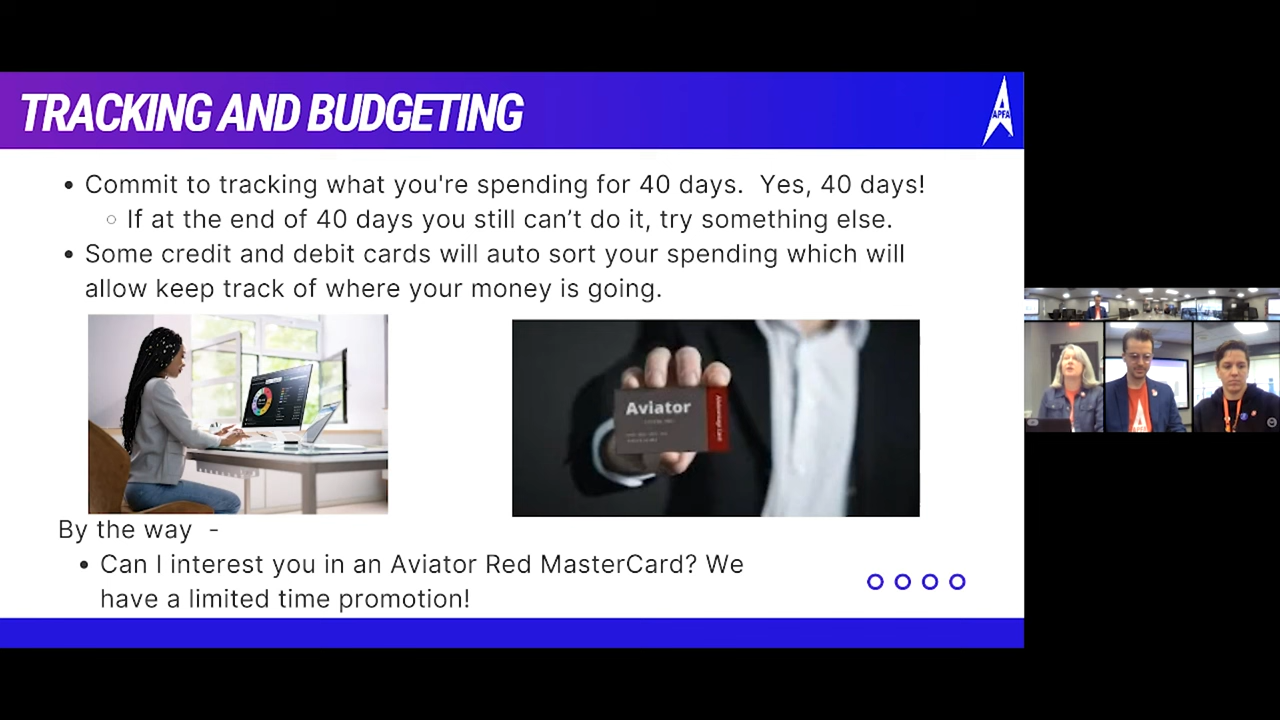 TRACKING AND BUDGETING
APFA
• Commit to tracking what you're spending for 40 days.  Yes, 40 days!
○ If at the end of 40 days you still can’t do it, try something else.
• Some credit and debit cards will auto sort your spending which will
allow keep track of where your money is going.
Aviator
By the way  -
• Can I interest you in an Aviator Red MasterCard? We
have a limited time promotion!
APFA